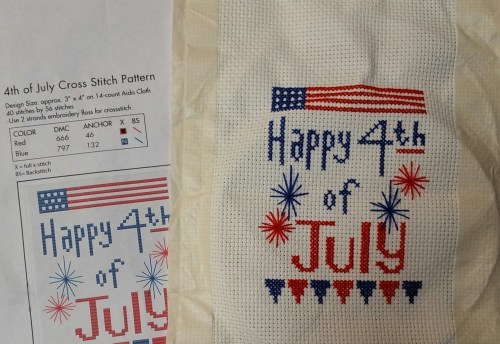 4th of July Cross Stitch Pattern
Design Size: approx. 3" x 4" on 14-count Aida Cloth
40 stitches by 56 stitches
Use 2 strands embroidery floss for crossstitch
COLOR DMC ANCHOR X BS
Red 666 46
Blue 797 132
X = full x-stitch
BS= Backstitch
Happy 4th
of
July
Happy 4th
of
July